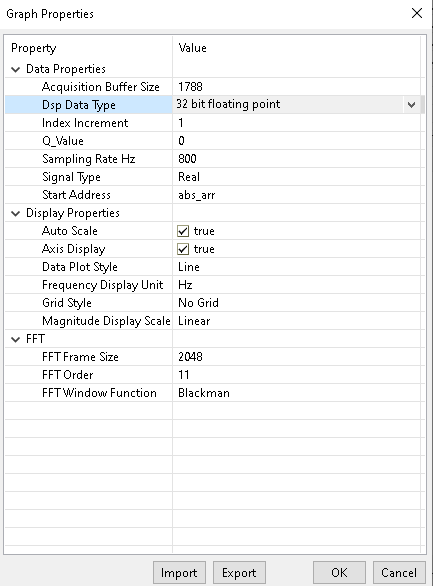 Graph Properties
Property Value
Data Properties
Acquisition Buffer Size 1788
Dsp Data Type 32 bit floating point
Index Increment 1
Q_Value 0
Sampling Rate Hz 800
Signal Type Real
Start Address abs_arr
Display Properties
Auto Scale true
Axis Display true
Data Plot Style Line
Frequency Display Unit Hz
Grid Style No Grid
Magnitude Display Scale Linear
FFT
FFT Frame Size 2048
FFT Order 11
FFT Window Function Blackman
Import Export OK Cancel